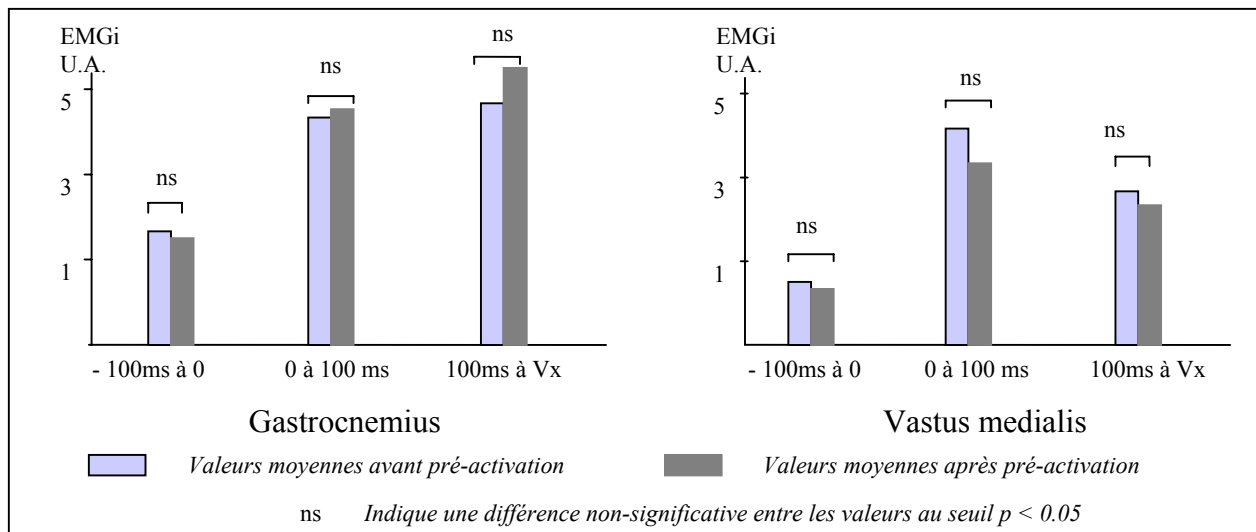 EMGi
U.A.
5
3
1
ns
ns
ns
- 100ms à 0
0 à 100 ms
100ms à Vx
Gastrocnemius
EMGi
U.A.
5
3
1
ns
ns
ns
- 100ms à 0
0 à 100 ms
100ms à Vx
Vastus medialis
Valeurs moyennes avant pré-activation
Valeurs moyennes après pré-activation
ns Indique une différence non-significative entre les valeurs au seuil p < 0.05